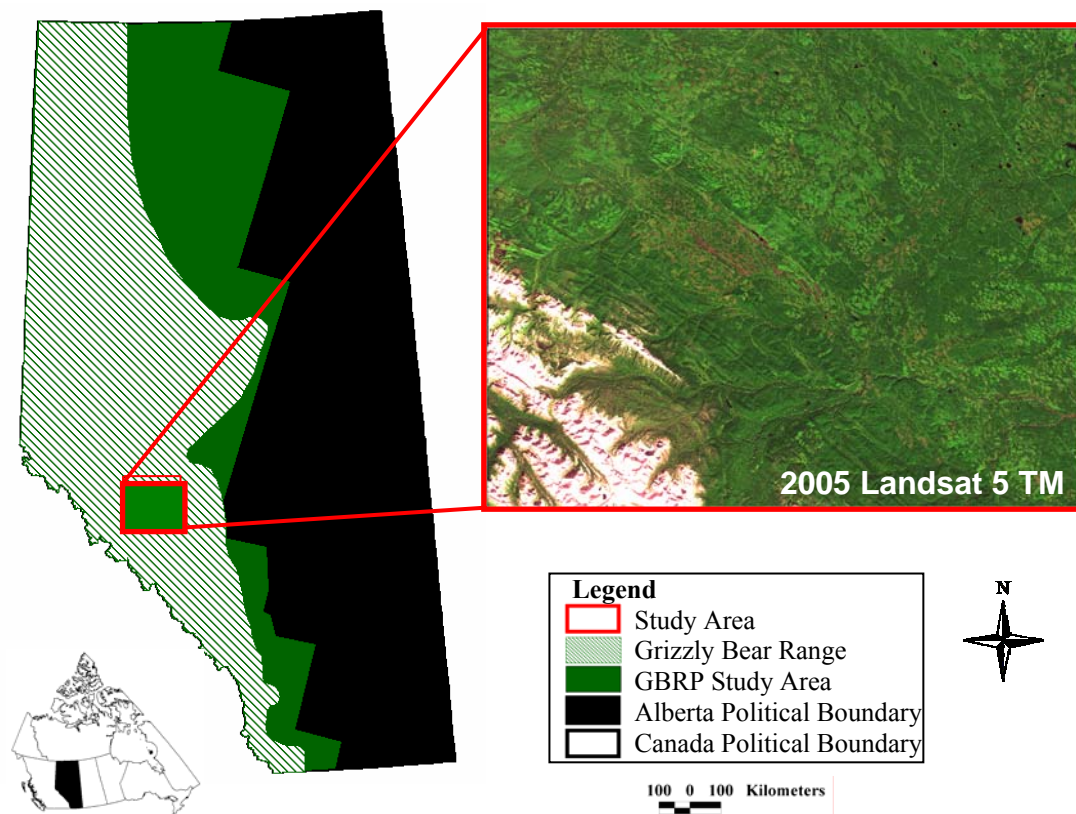 2005 Landsat 5 TM
Legend
Study Area
Grizzly Bear Range
GBRP Study Area
Alberta Political Boundary
Canada Political Boundary
N
100 0 100 Kilometers